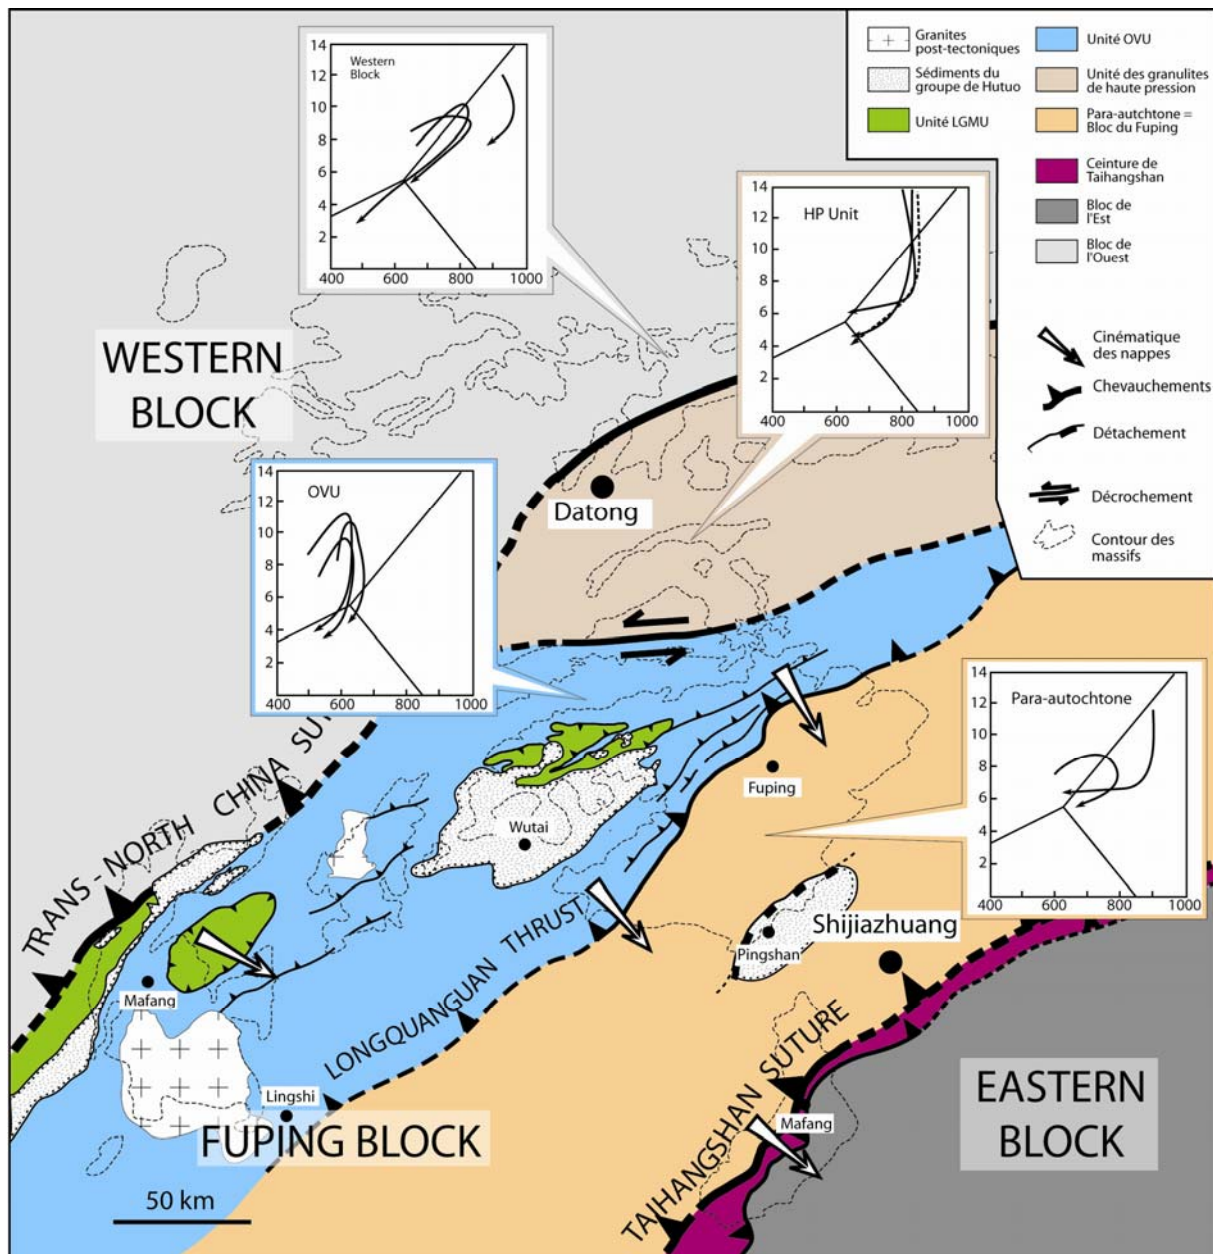 14
12
10
8
6
4
2
400
600
800
1000
Western
Block
Granites
post-tectoniques
Sédiments du
groupe de Hutuo
Unité LGMU
Unité OVU
Unité des granulites
de haute pression
Para-autchtone =
Bloc du Fuping
Ceinture de
Taihangshan
Bloc de
l'Est
Bloc de
l'Ouest
Cinématique
des nappes
Chevauchements
Détachement
Décrochement
Contour des
massifs
14
12
10
8
6
4
2
400
600
800
1000
HP Unit
WESTERN
BLOCK
14
12
10
8
6
4
2
400
600
800
1000
OVU
Datong
14
12
10
8
6
4
2
400
600
800
1000
Para-autochtone
TRANS - NORTH CHINA SUT
Fuping
Wutai
LONGQUANGUAN THRUST
Pingshan
Shijiazhuang
Mafang
Lingshi
FUPING BLOCK
TAIHANGSHAN SUTURE
Mafang
EASTERN
BLOCK
50 km